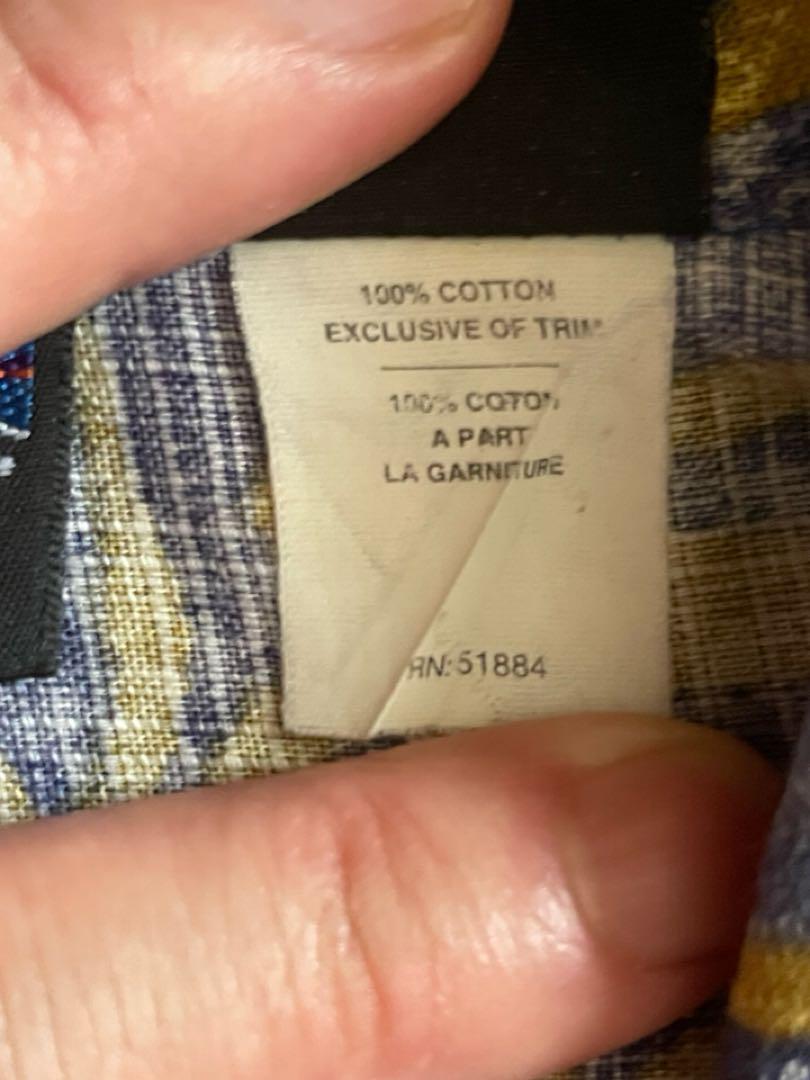 100% COTTON
EXCLUSIVE OF TRIM
100% COTON
A PART
LA GARNITURE
RN: 51884